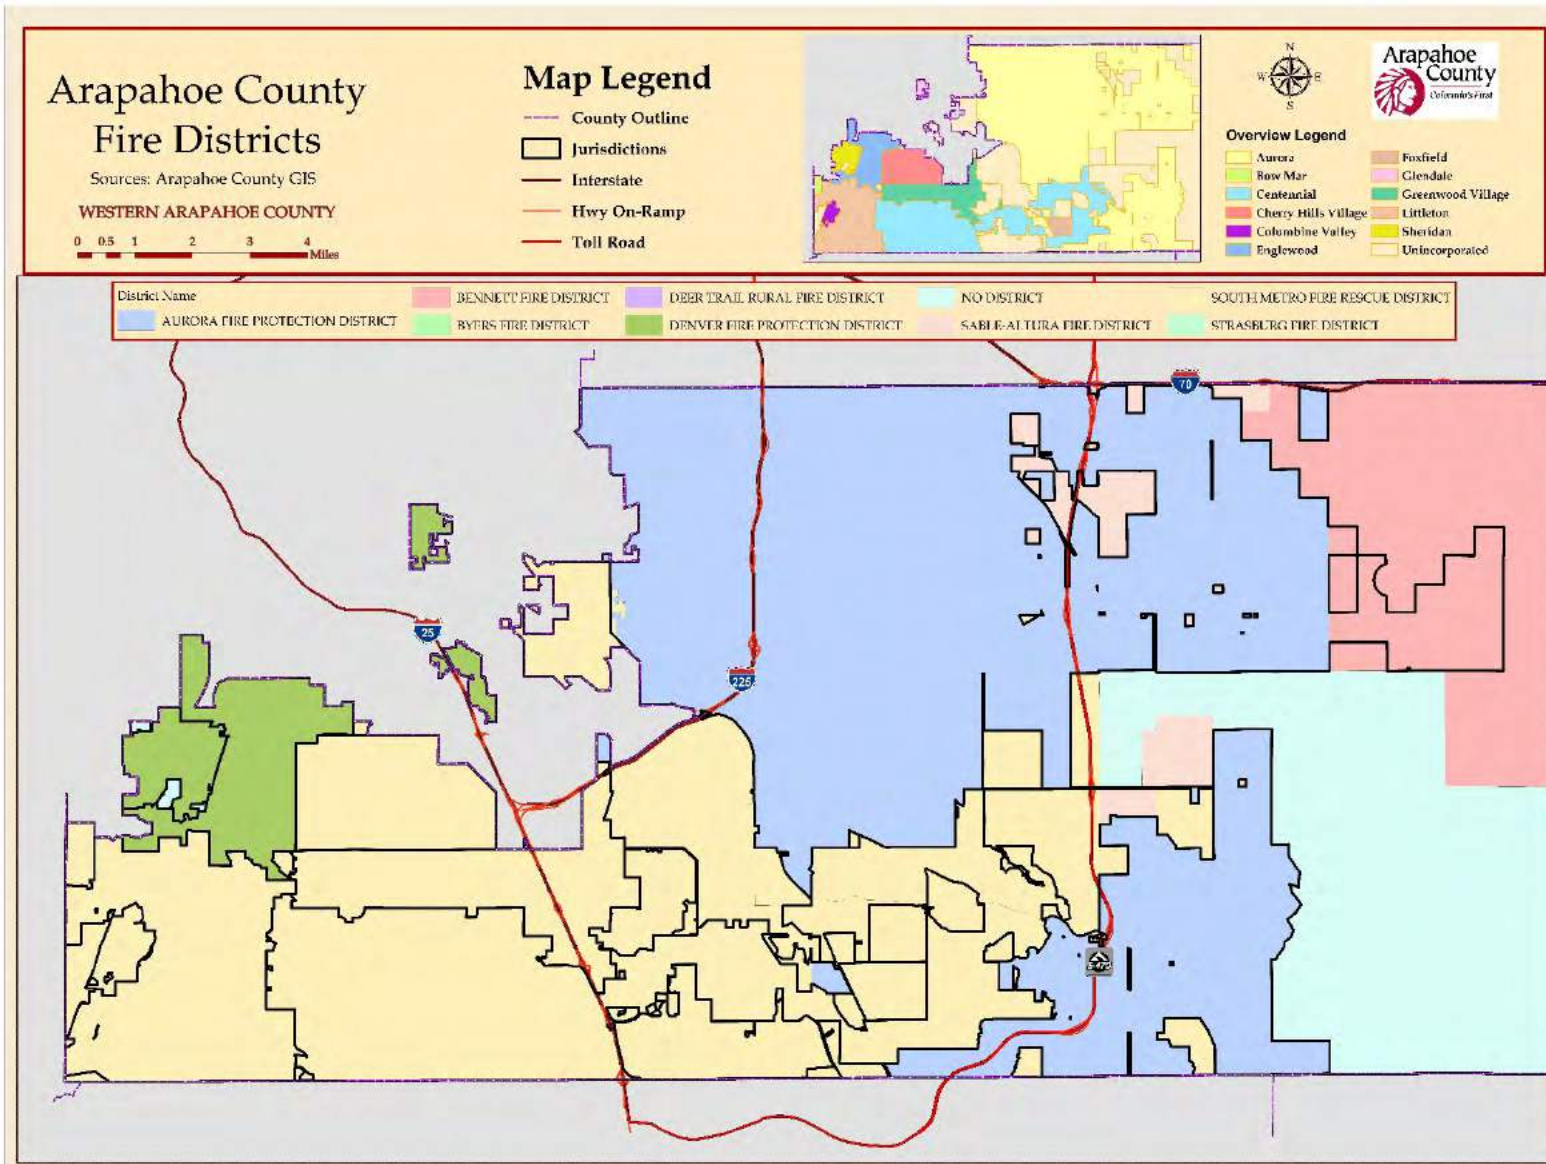 Arapahoe County
Fire Districts
Sources: Arapahoe County GIS
WESTERN ARAPAHOE COUNTY
0 0.5 1 2 3 4
Miles
Map Legend
County Outline
Jurisdictions
Interstate
Hwy On-Ramp
Toll Road
N
W E
S
Arapahoe
County
Colorado's First
Overview Legend
Aurora
Bow Mar
Centennial
Cherry Hills Village
Columbine Valley
Englewood
Foxfield
Glendale
Greenwood Village
Littleton
Sheridan
Unincorporated
District Name
AURORA FIRE PROTECTION DISTRICT
BENNETT FIRE DISTRICT
BYERS FIRE DISTRICT
DEER TRAIL RURAL FIRE DISTRICT
DENVER FIRE PROTECTION DISTRICT
NO DISTRICT
SABLE-ALTURA FIRE DISTRICT
SOUTH METRO FIRE RESCUE DISTRICT
STRASBURG FIRE DISTRICT
70
25
225